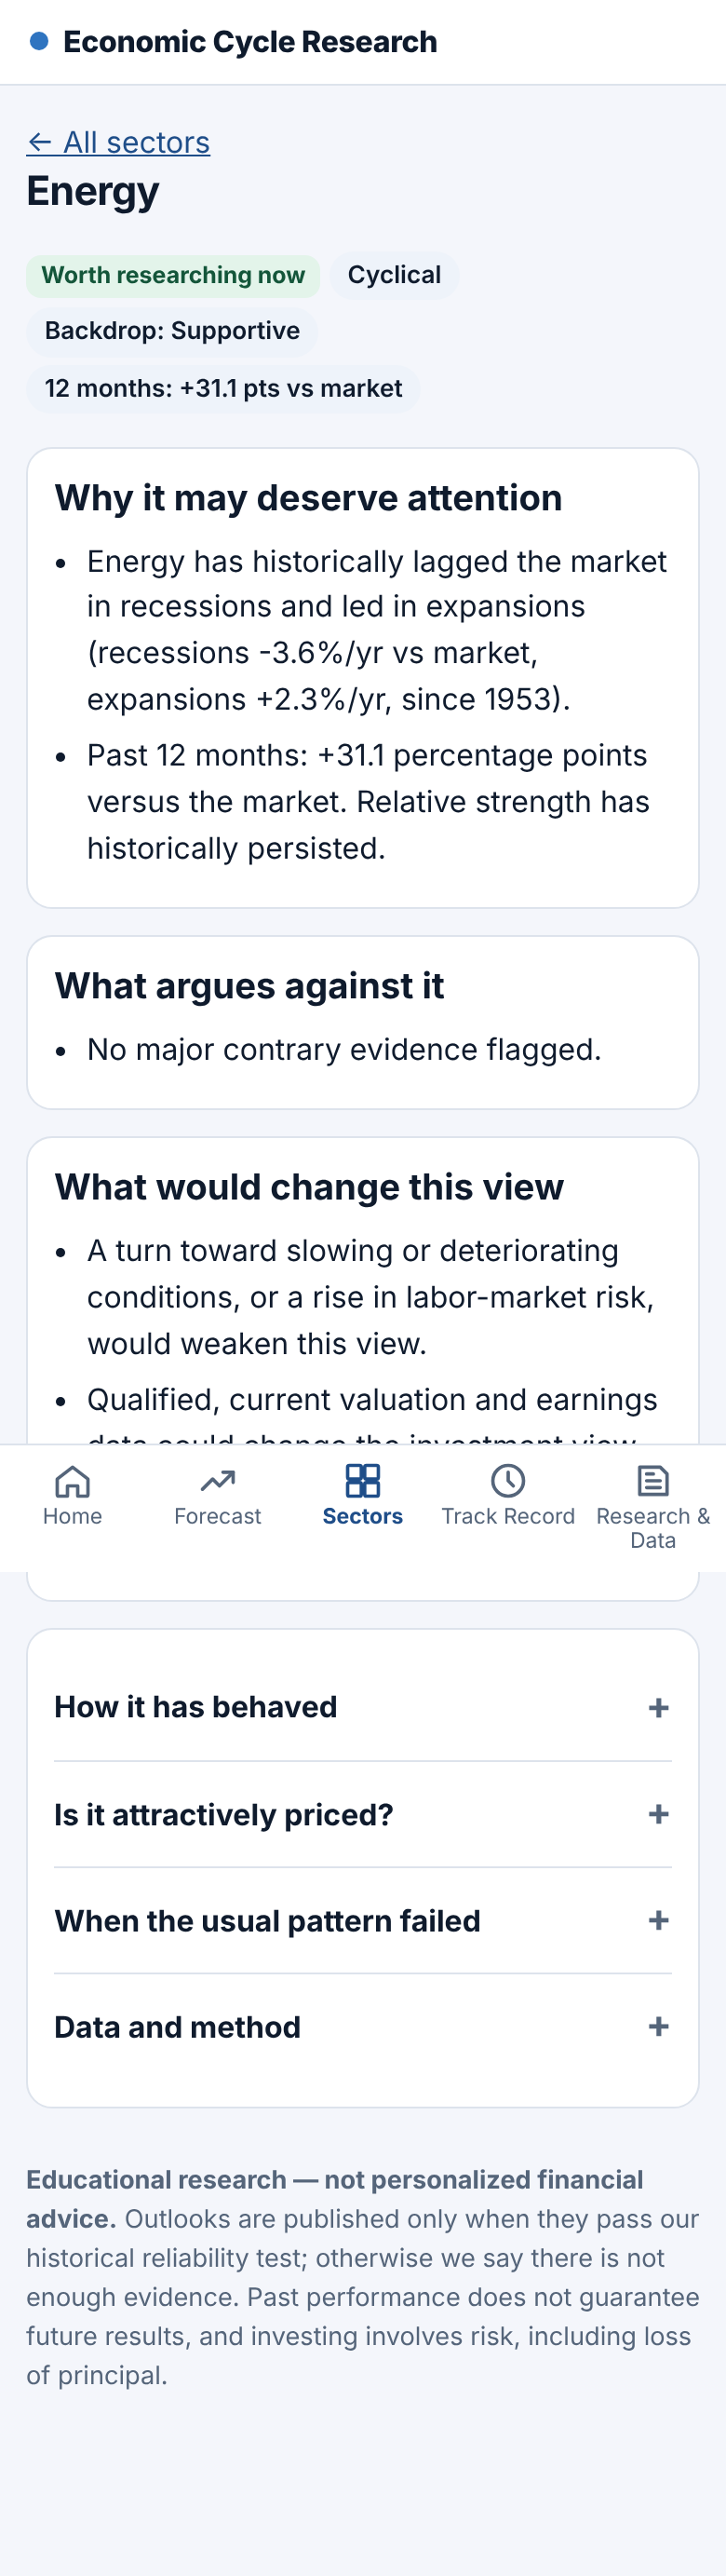 Economic Cycle Research
← All sectors
Energy
Worth researching now
Cyclical
Backdrop: Supportive
12 months: +31.1 pts vs market
Why it may deserve attention
• Energy has historically lagged the market
in recessions and led in expansions
(recessions -3.6%/yr vs market,
expansions +2.3%/yr, since 1953).
• Past 12 months: +31.1 percentage points
versus the market. Relative strength has
historically persisted.
What argues against it
• No major contrary evidence flagged.
What would change this view
• A turn toward slowing or deteriorating
conditions, or a rise in labor-market risk,
would weaken this view.
• Qualified, current valuation and earnings
data could change the investment view
Home
Forecast
Sectors
Track Record
Research &
Data
How it has behaved +
Is it attractively priced? +
When the usual pattern failed +
Data and method +
Educational research — not personalized financial
advice. Outlooks are published only when they pass our
historical reliability test; otherwise we say there is not
enough evidence. Past performance does not guarantee
future results, and investing involves risk, including loss
of principal.